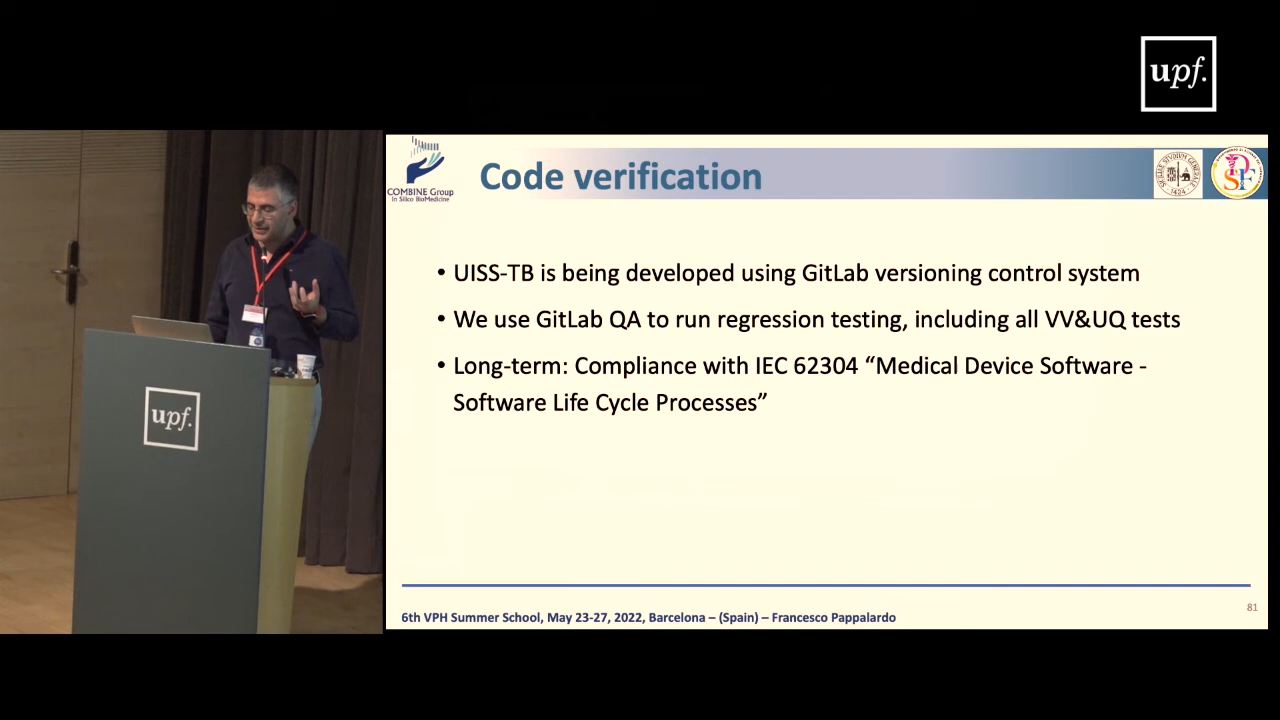 upf.
COMBINE Group
In Silico BioMedicine
Code verification
• UISS-TB is being developed using GitLab versioning control system
• We use GitLab QA to run regression testing, including all VV&UQ tests
• Long-term: Compliance with IEC 62304 “Medical Device Software -
Software Life Cycle Processes”
upf.
81
6th VPH Summer School, May 23-27, 2022, Barcelona – (Spain) – Francesco Pappalardo